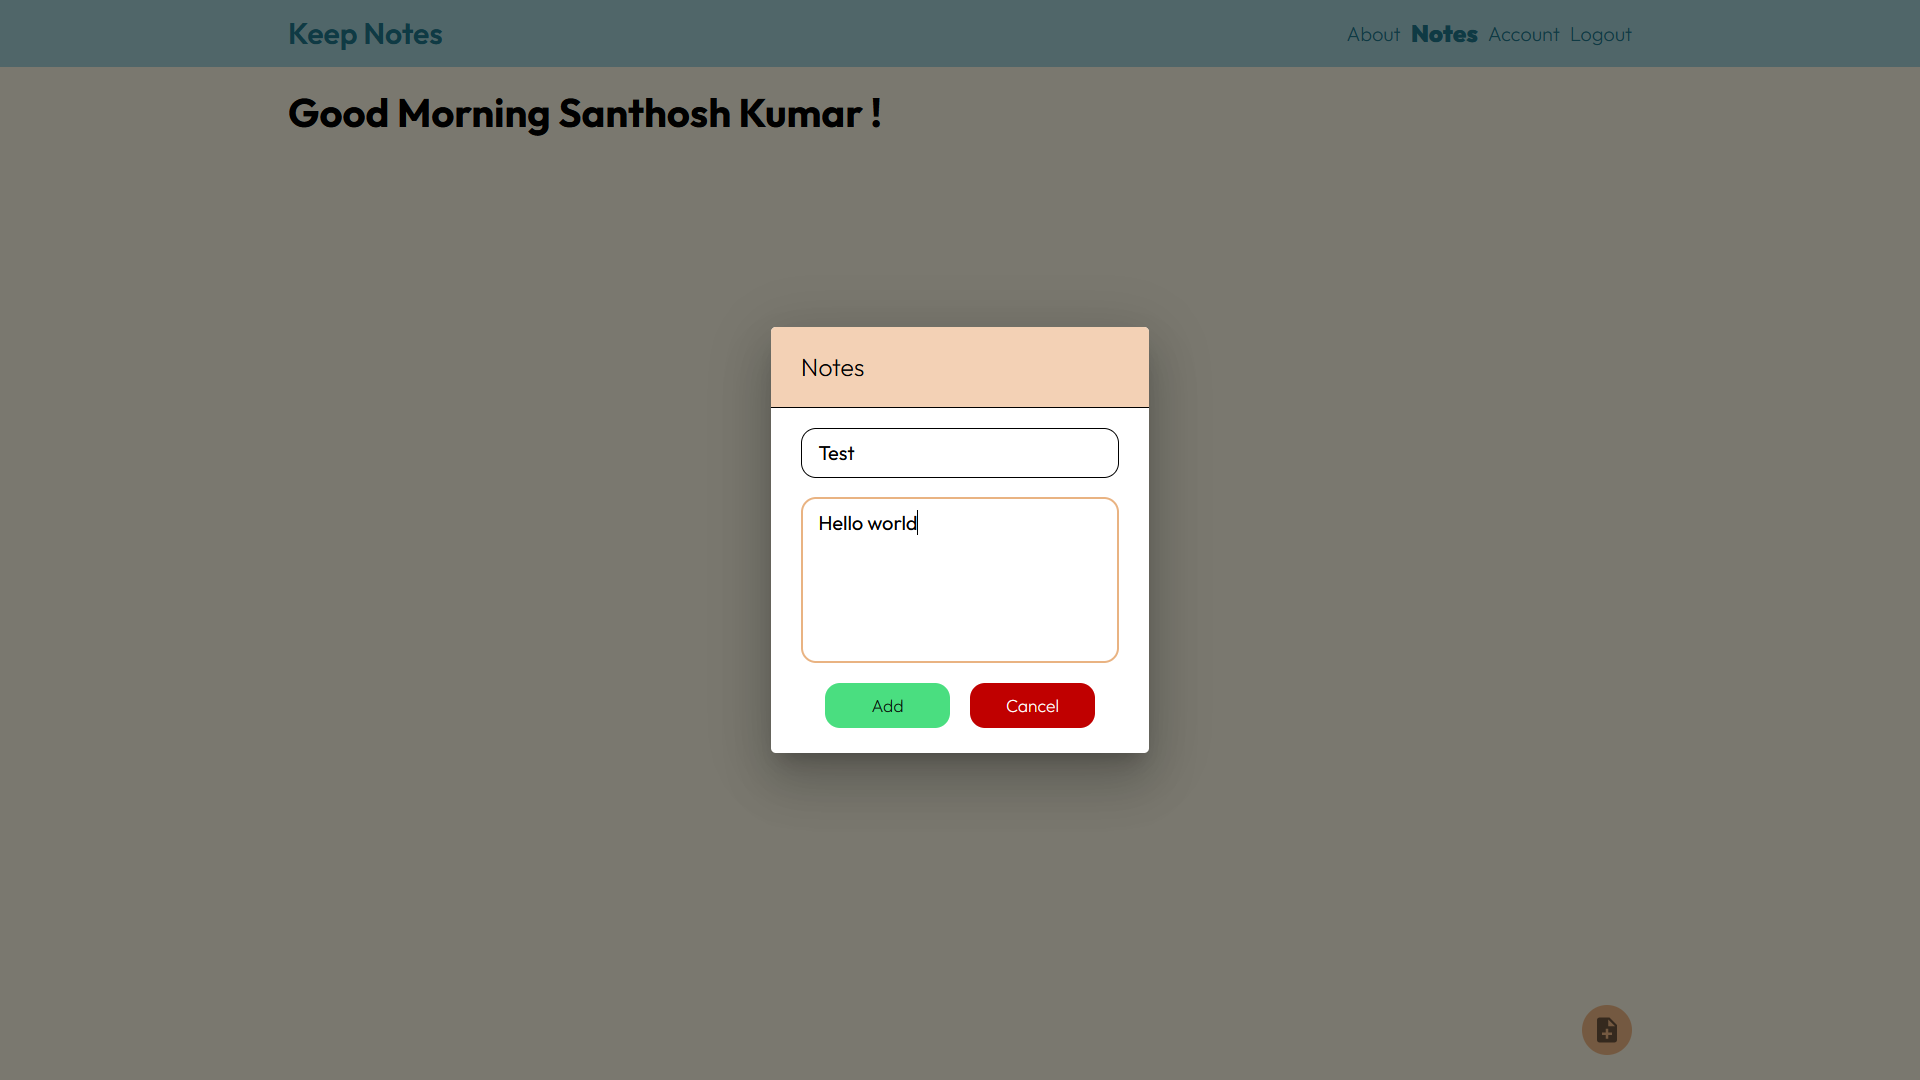 Keep Notes
About Notes Account Logout
Good Morning Santhosh Kumar !
Notes
Test
Hello world
Add Cancel